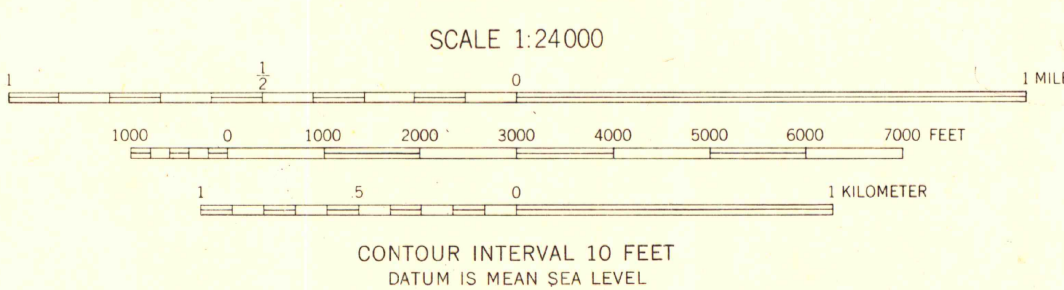 SCALE 1:24000
1 ½ 0 1 MILE
1000 0 1000 2000 3000 4000 5000 6000 7000 FEET
1 .5 0 1 KILOMETER
CONTOUR INTERVAL 10 FEET
DATUM IS MEAN SEA LEVEL